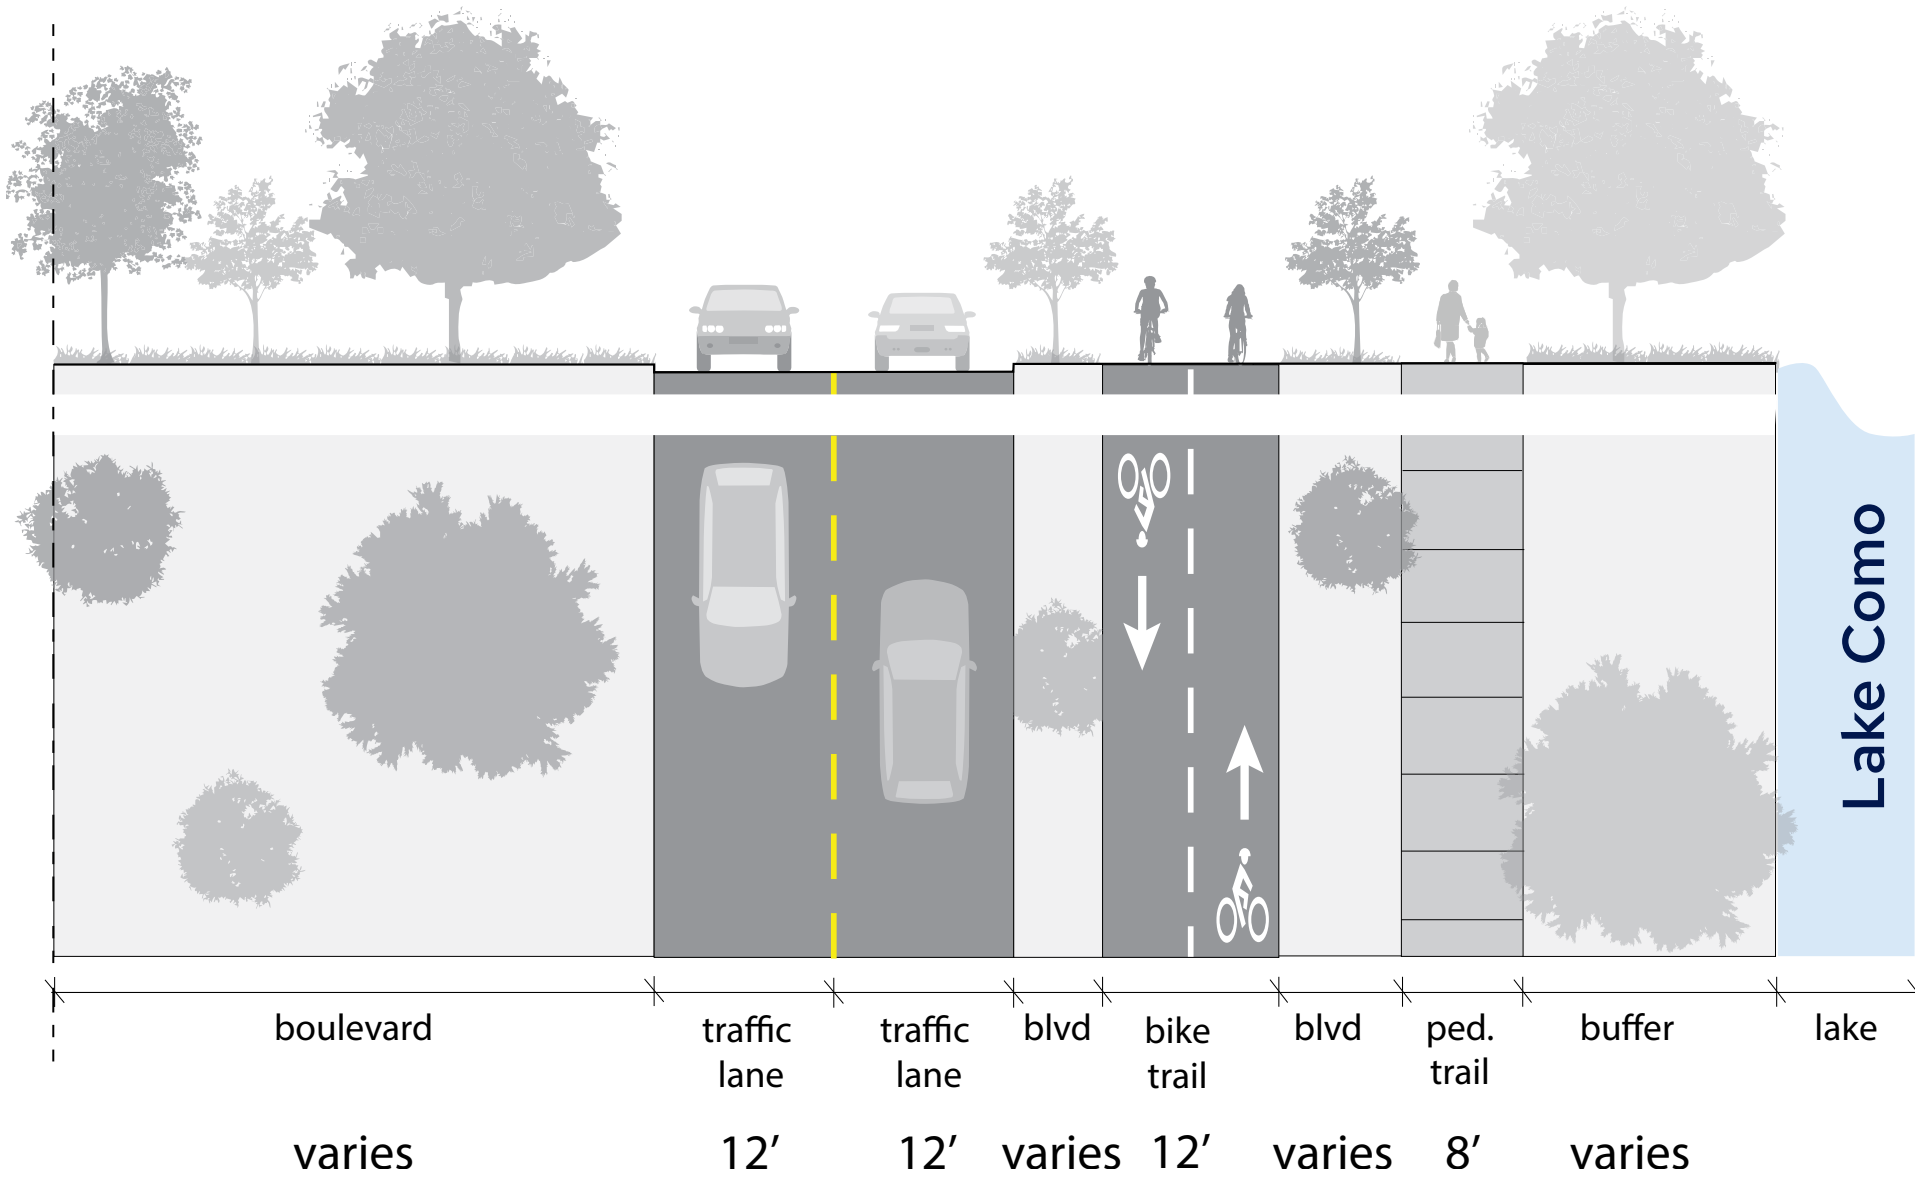 Lake Como
boulevard
traffic
lane
traffic
lane
blvd
bike
trail
blvd
ped.
trail
buffer
lake
varies
12’
12’
varies
12’
varies
8’
varies